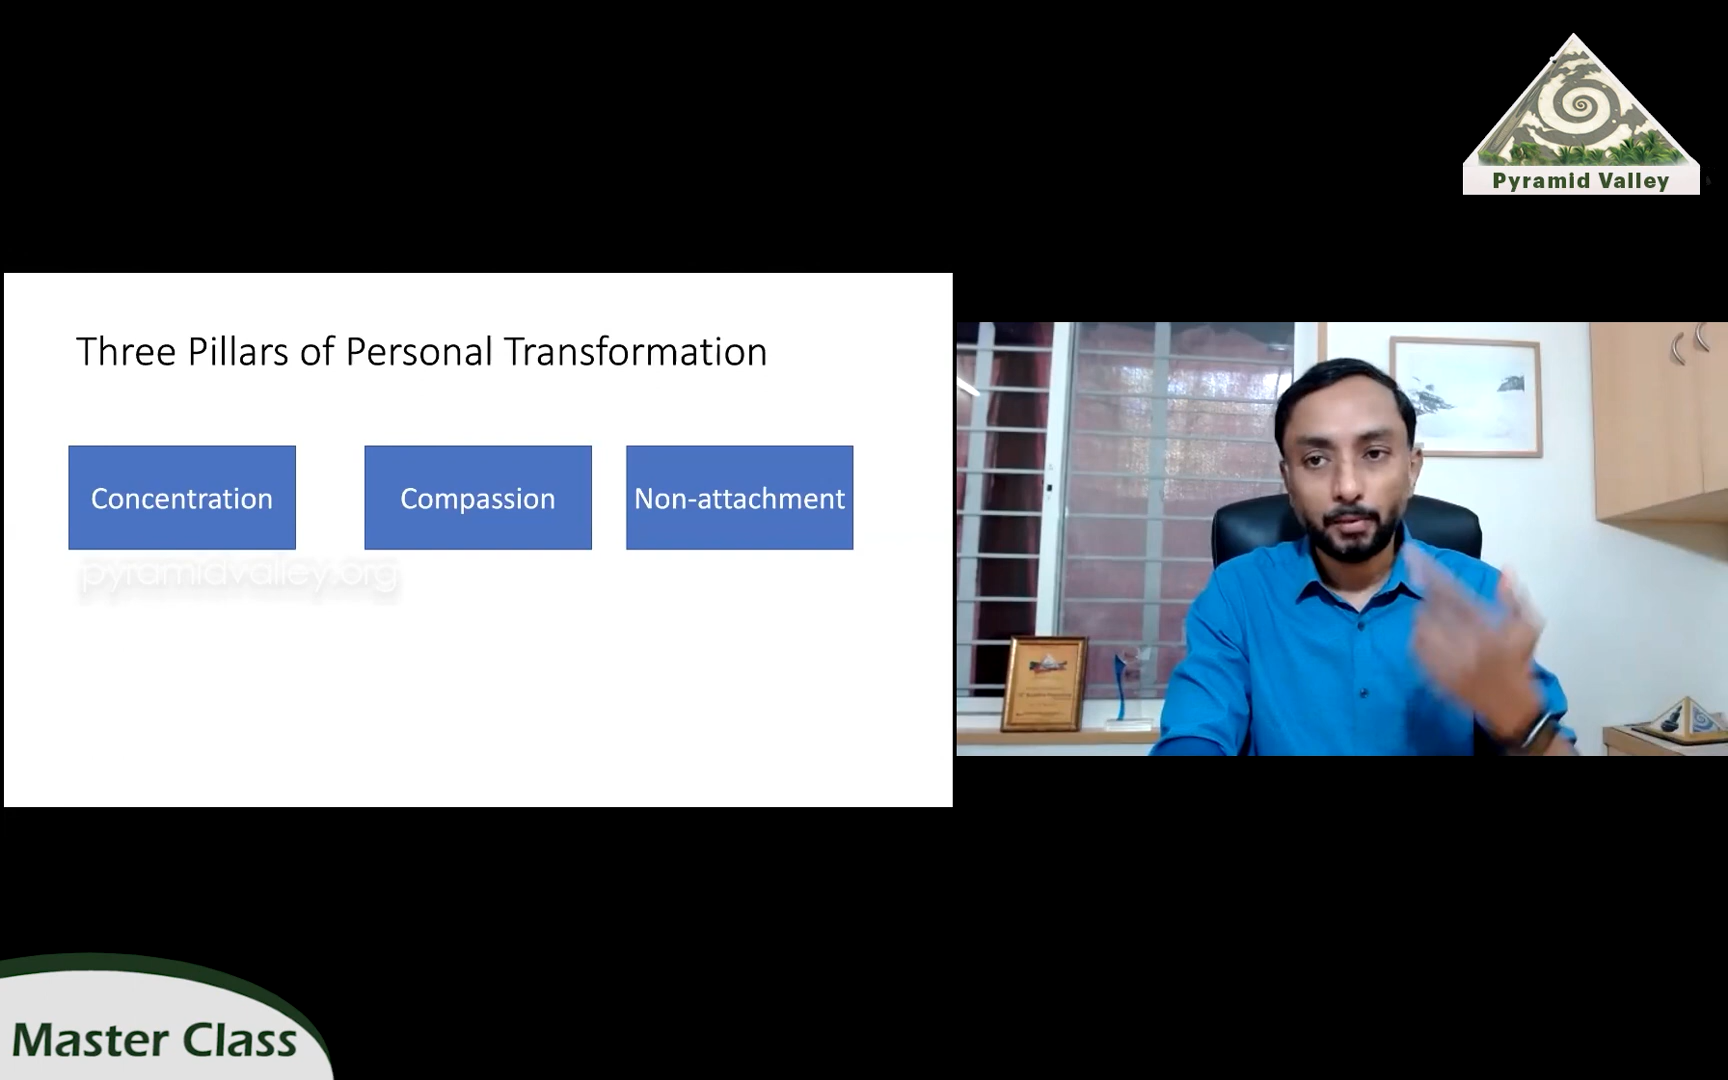 Pyramid Valley
Three Pillars of Personal Transformation
Concentration
Compassion
Non-attachment
pyramidvalley.org
Master Class